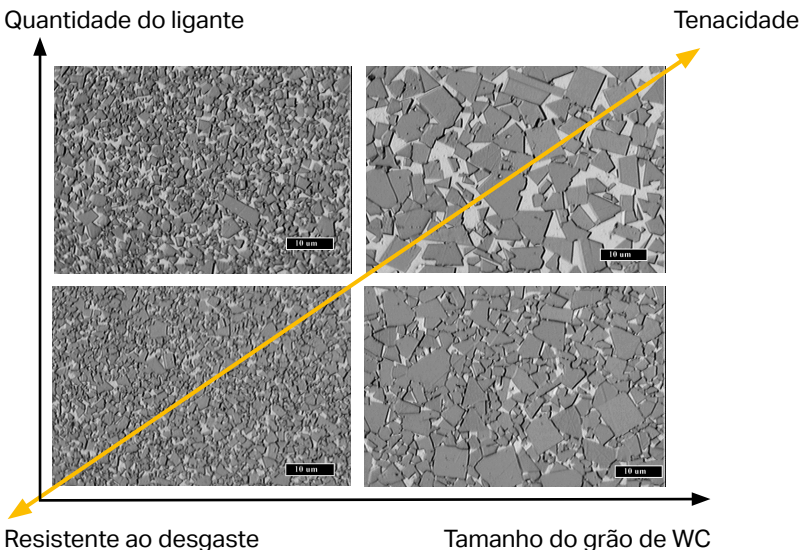 Quantidade do ligante
Tenacidade
10 um
10 um
10 um
10 um
Resistente ao desgaste
Tamanho do grão de WC